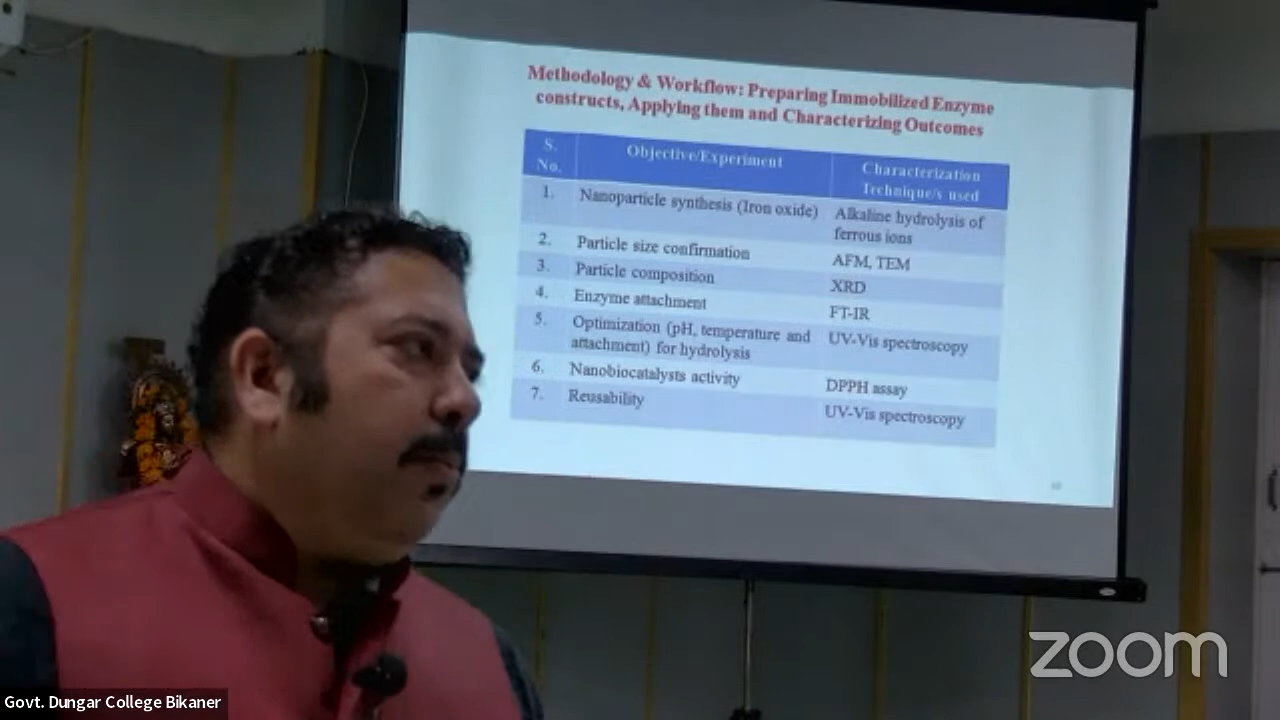 Methodology & Workflow: Preparing Immobilized Enzyme
constructs, Applying them and Characterizing Outcomes
S. No. Objective/Experiment Characterization Technique/s used
1. Nanoparticle synthesis (Iron oxide) Alkaline hydrolysis of ferrous ions
2. Particle size confirmation AFM, TEM
3. Particle composition XRD
4. Enzyme attachment FT-IR
5. Optimization (pH, temperature and attachment) for hydrolysis UV-Vis spectroscopy
6. Nanobiocatalysts activity DPPH assay
7. Reusability UV-Vis spectroscopy
zoom
Govt. Dungar College Bikaner